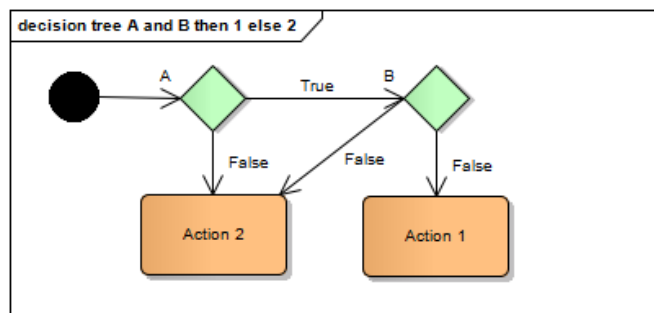 decision tree A and B then 1 else 2
A
B
True
False
False
False
Action 2
Action 1